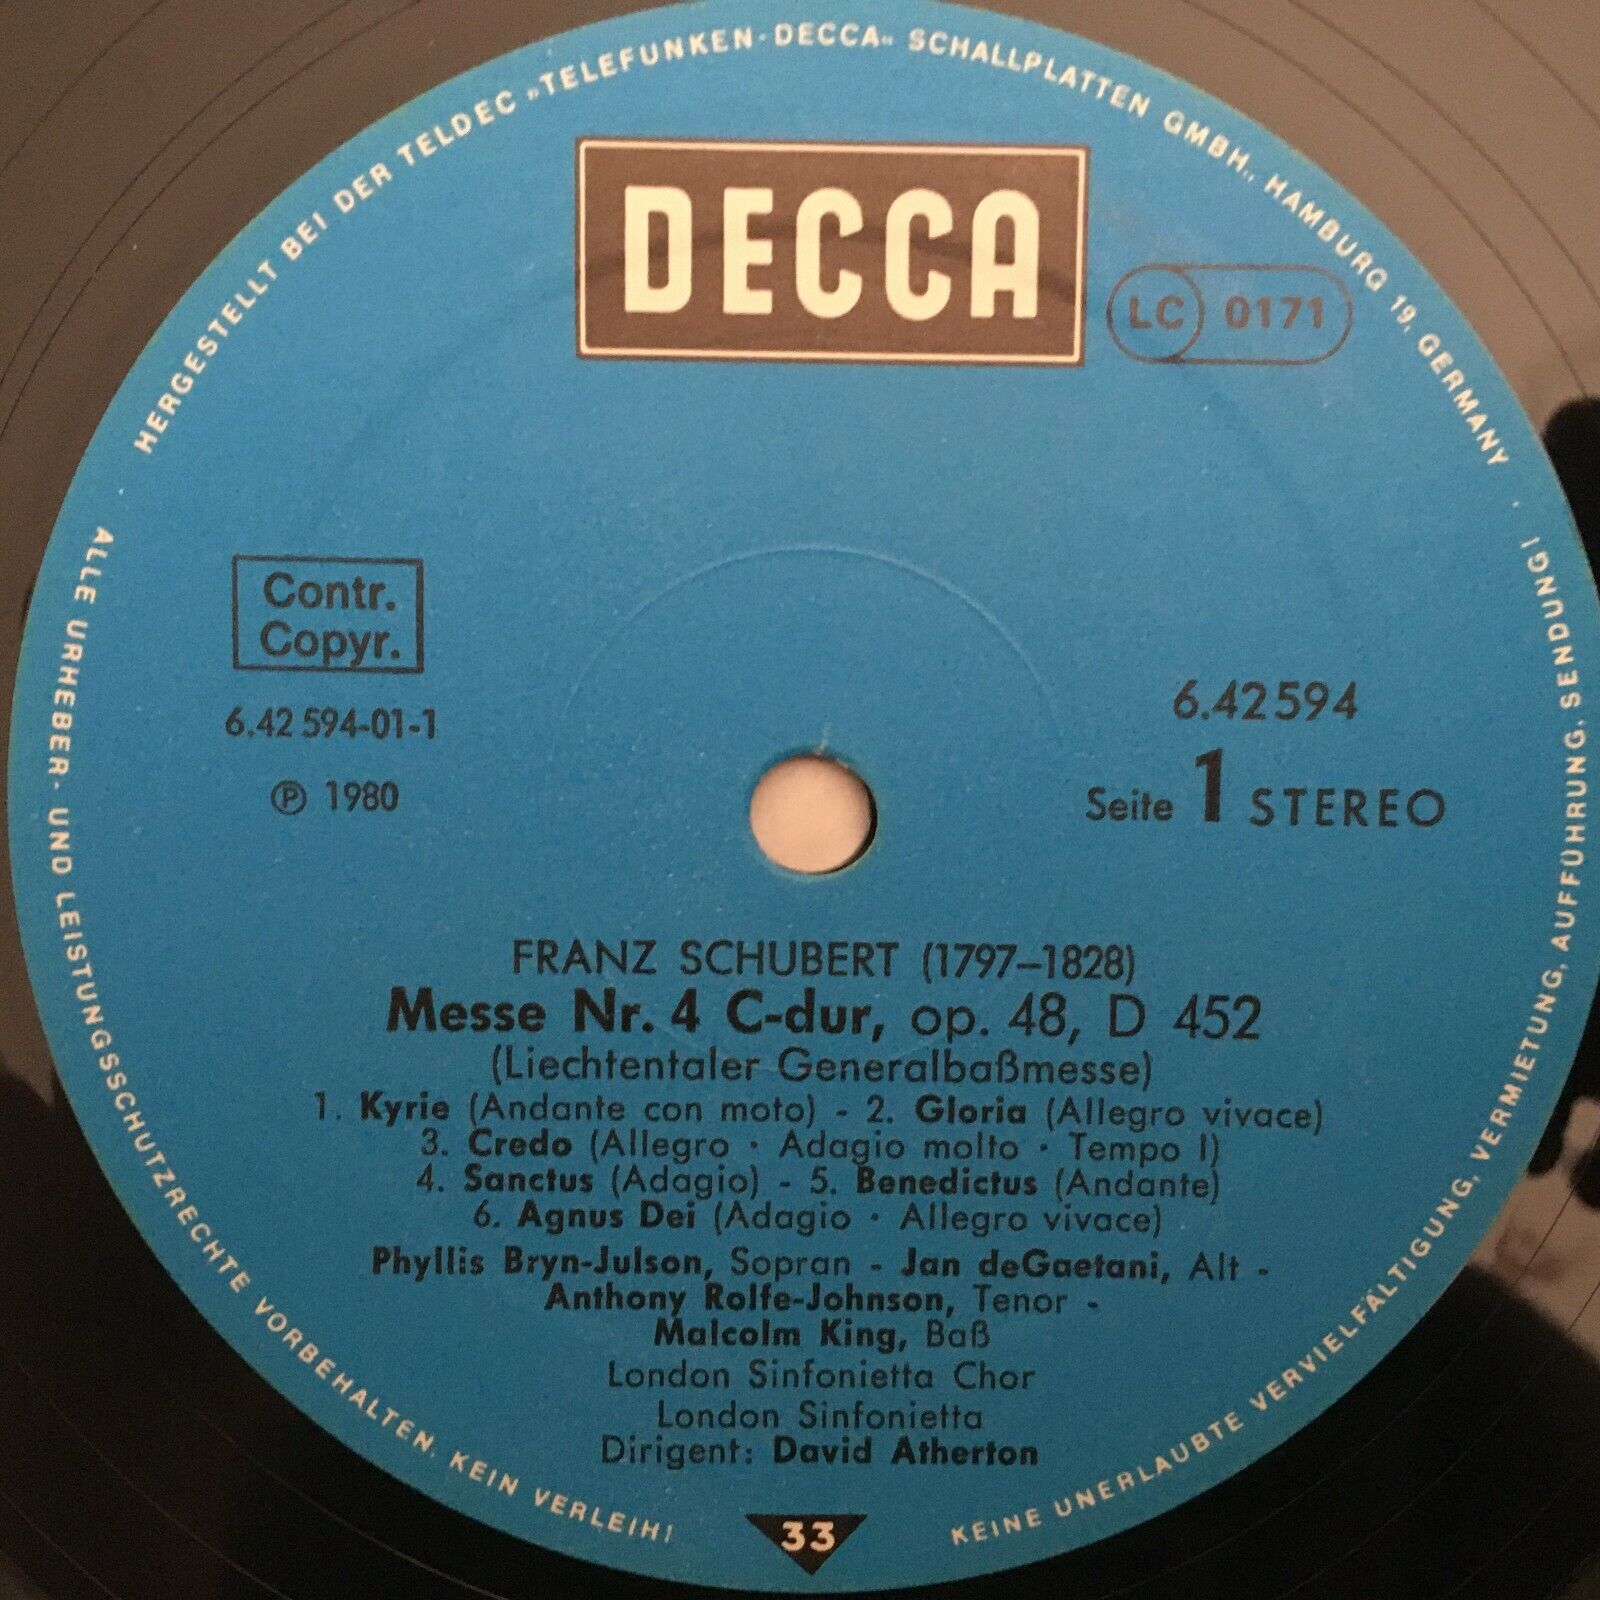 HERGESTELLT BEI DER TELDEC »TELEFUNKEN-DECCA« SCHALLPLATTEN GMBH., HAMBURG 19, GERMANY
DECCA
LC 0171
Contr.
Copyr.
6.42 594-01-1
℗ 1980
6.42594
Seite 1 STEREO
FRANZ SCHUBERT (1797–1828)
Messe Nr. 4 C-dur, op. 48, D 452
(Liechtentaler Generalbaßmesse)
1. Kyrie (Andante con moto) - 2. Gloria (Allegro vivace)
3. Credo (Allegro · Adagio molto · Tempo I)
4. Sanctus (Adagio) - 5. Benedictus (Andante)
6. Agnus Dei (Adagio · Allegro vivace)
Phyllis Bryn-Julson, Sopran - Jan deGaetani, Alt -
Anthony Rolfe-Johnson, Tenor -
Malcolm King, Baß
London Sinfonietta Chor
London Sinfonietta
Dirigent: David Atherton
33
ALLE URHEBER- UND LEISTUNGSSCHUTZRECHTE VORBEHALTEN. KEIN VERLEIH!
KEINE UNERLAUBTE VERVIELFÄLTIGUNG, VERMIETUNG, AUFFÜHRUNG, SENDUNG!